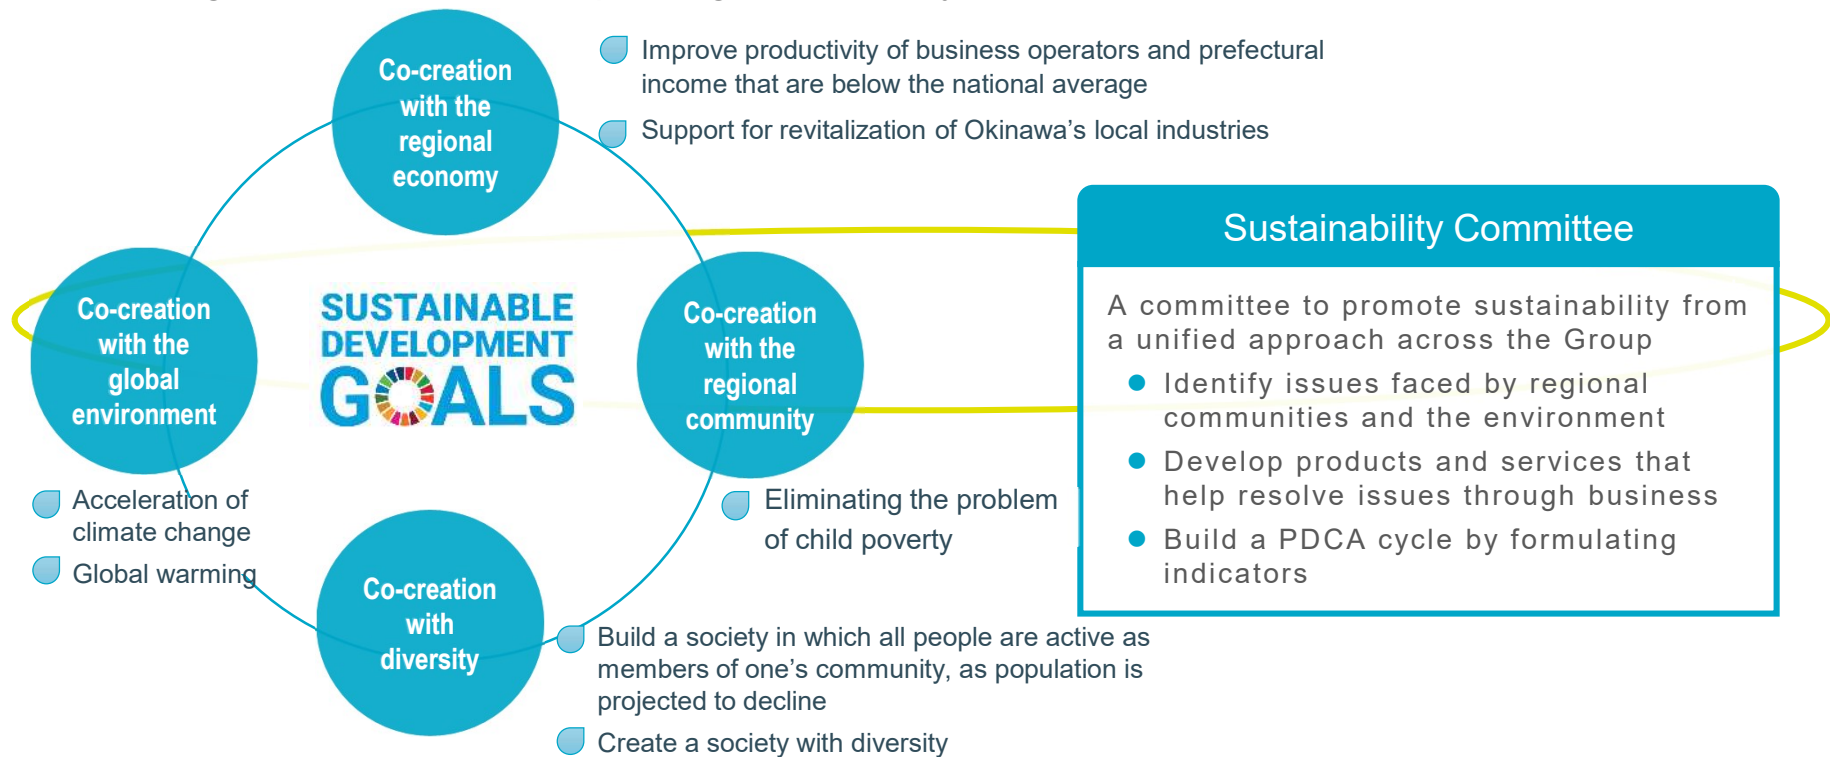 Co-creation
with the
regional
economy
Improve productivity of business operators and prefectural
income that are below the national average
Support for revitalization of Okinawa's local industries
Co-creation
with the
global
environment
Acceleration of
climate change
Global warming
SUSTAINABLE
DEVELOPMENT
GOALS
Co-creation
with the
regional
community
Eliminating the problem
of child poverty
Co-creation
with
diversity
Build a society in which all people are active as
members of one's community, as population is
projected to decline
Create a society with diversity
Sustainability Committee
A committee to promote sustainability from
a unified approach across the Group
Identify issues faced by regional
communities and the environment
Develop products and services that
help resolve issues through business
Build a PDCA cycle by formulating
indicators